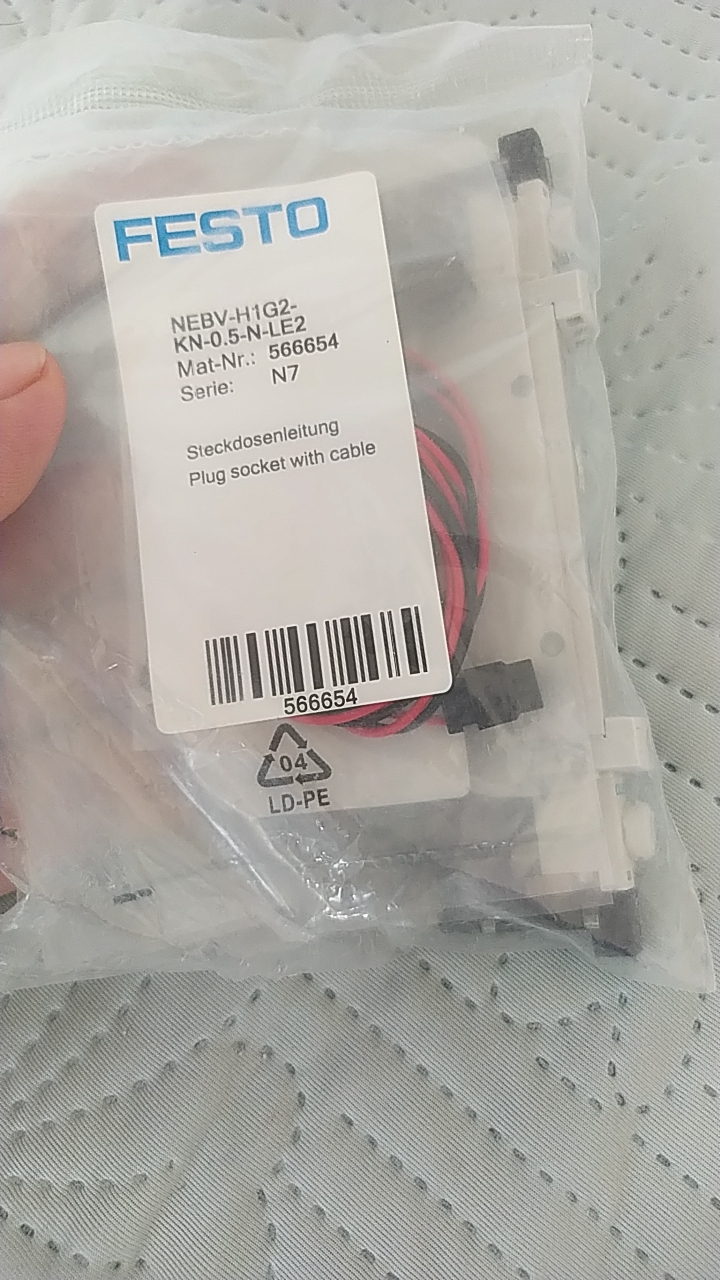 FESTO
NEBV-H1G2-
KN-0.5-N-LE2
Mat-Nr.: 566654
Serie: N7
Steckdosenleitung
Plug socket with cable
566654
04
LD-PE